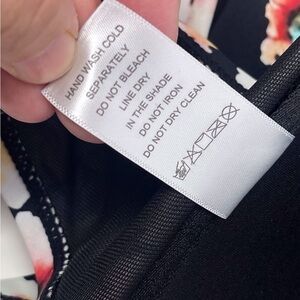 HAND WASH COLD
SEPARATELY
DO NOT BLEACH
LINE DRY
IN THE SHADE
DO NOT IRON
DO NOT DRY CLEAN